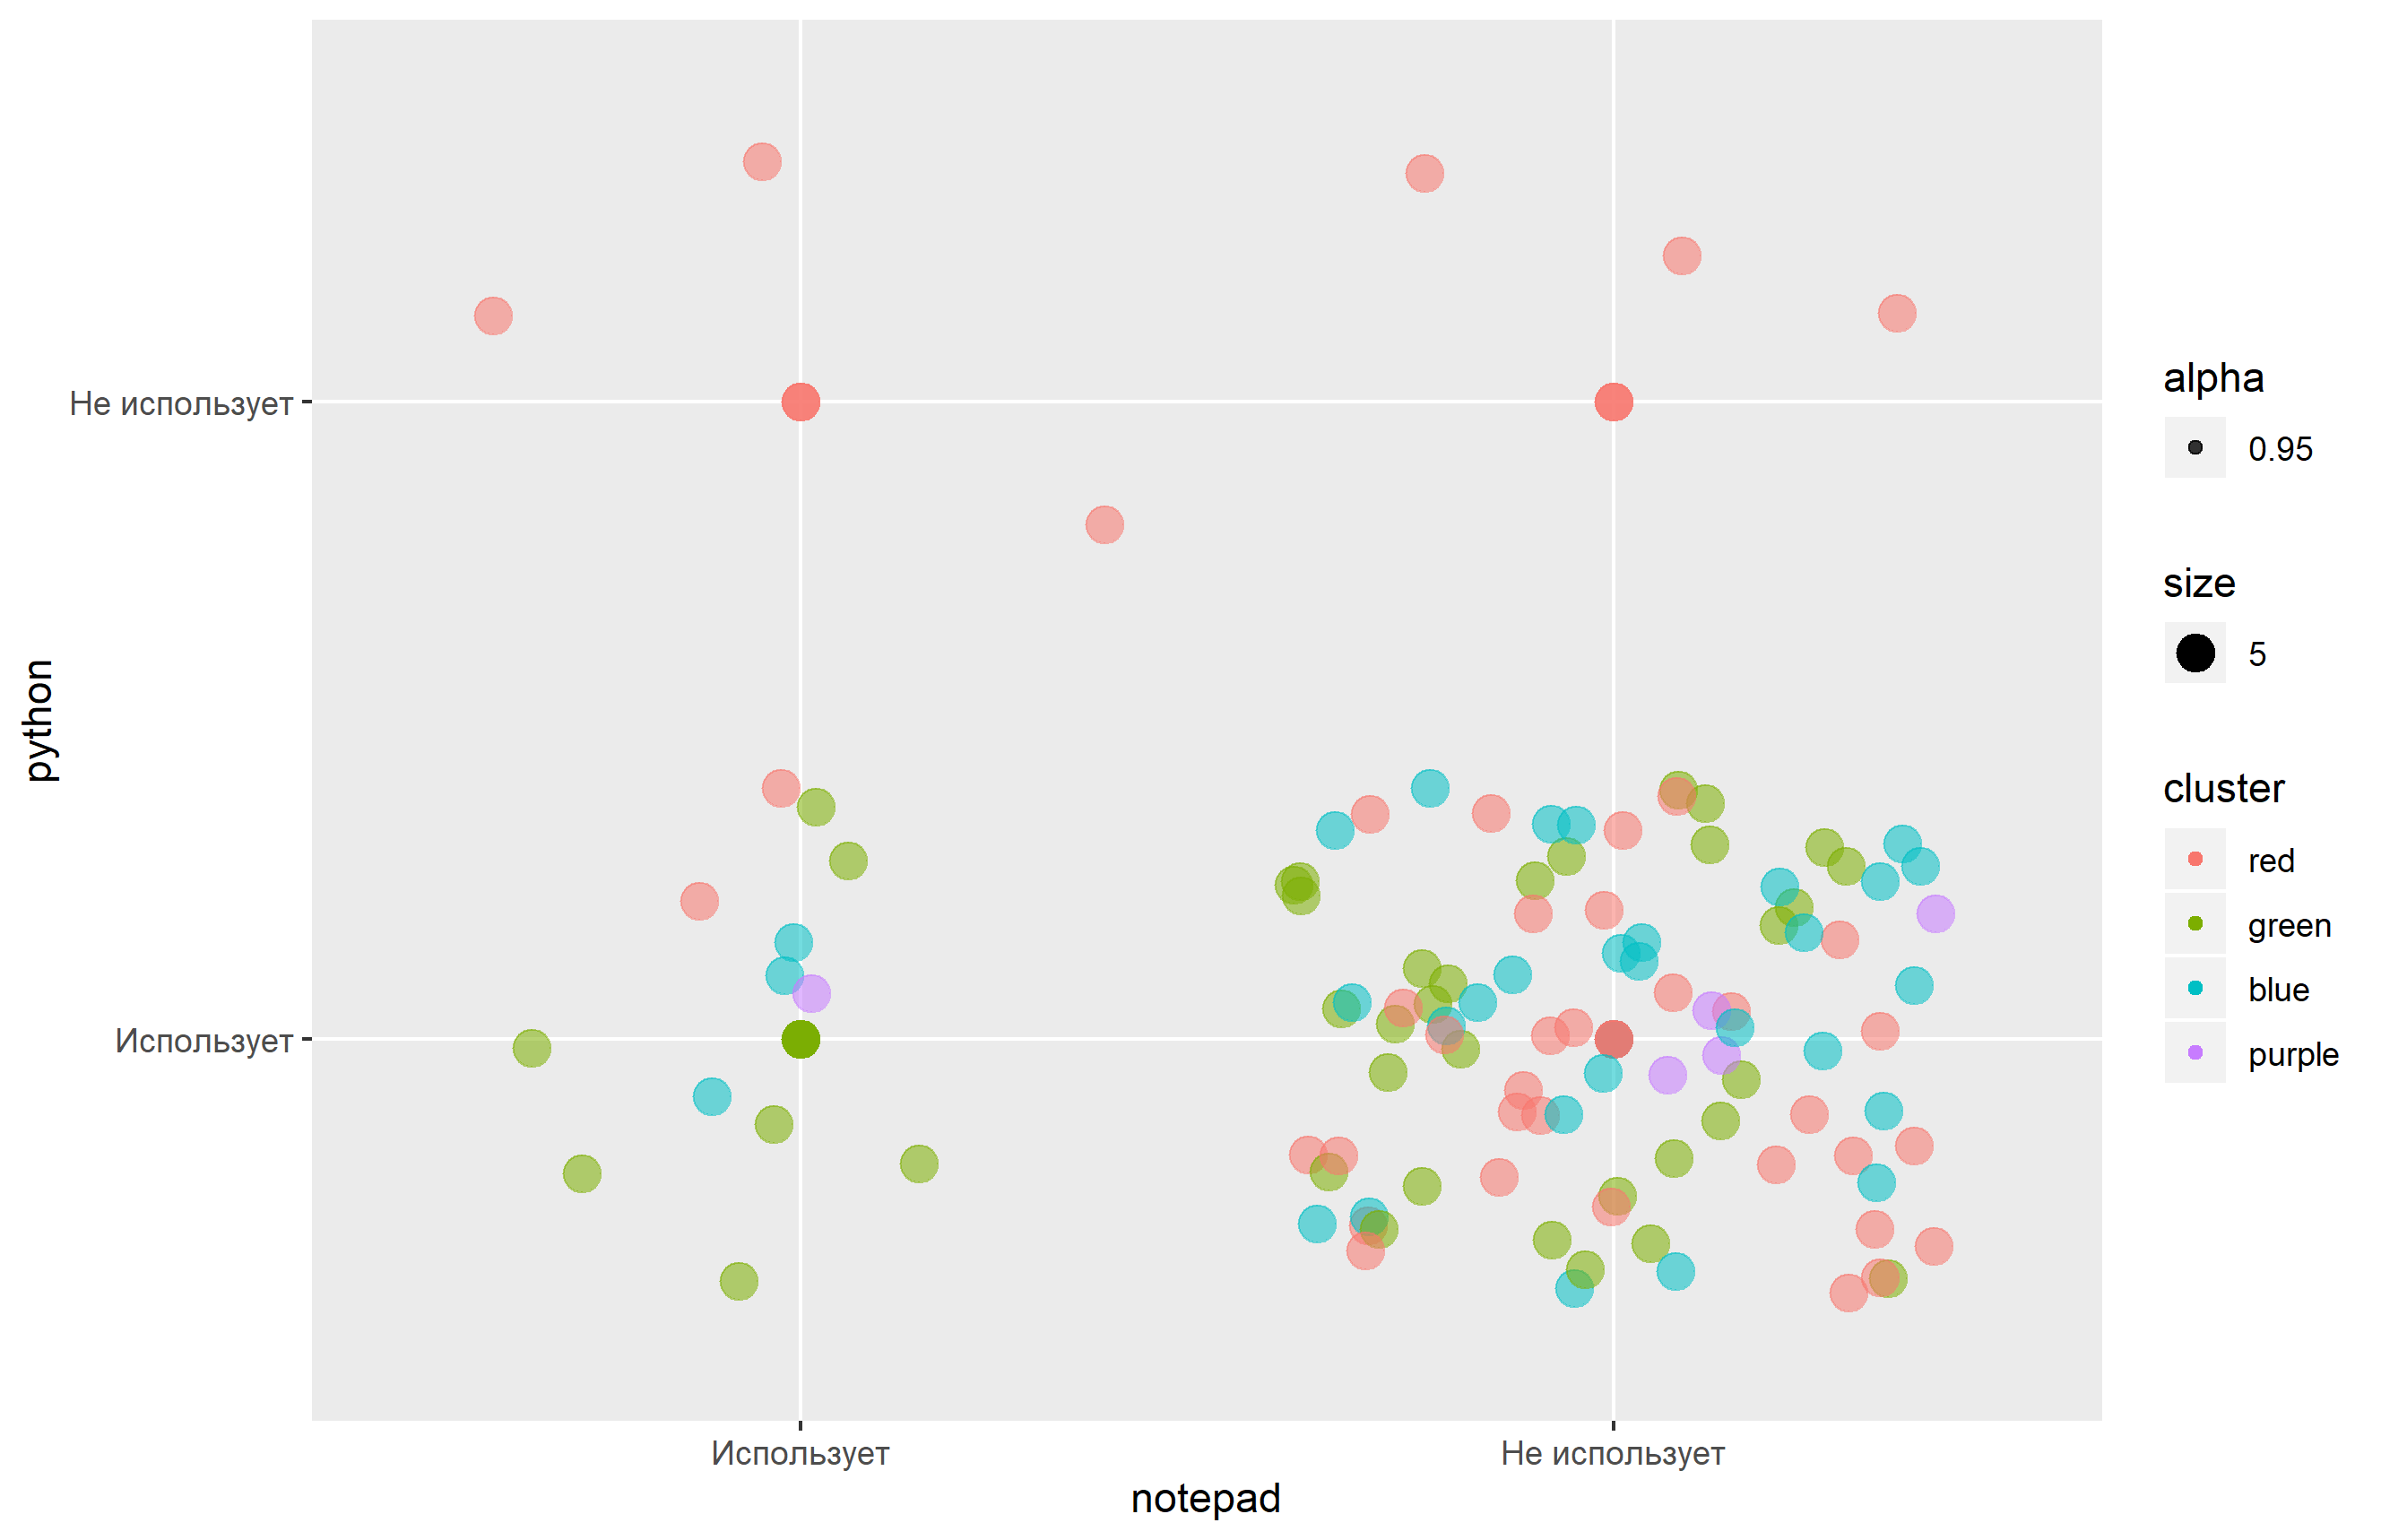 python
Не использует
Использует
Использует
Не использует
notepad
alpha
0.95
size
5
cluster
red
green
blue
purple